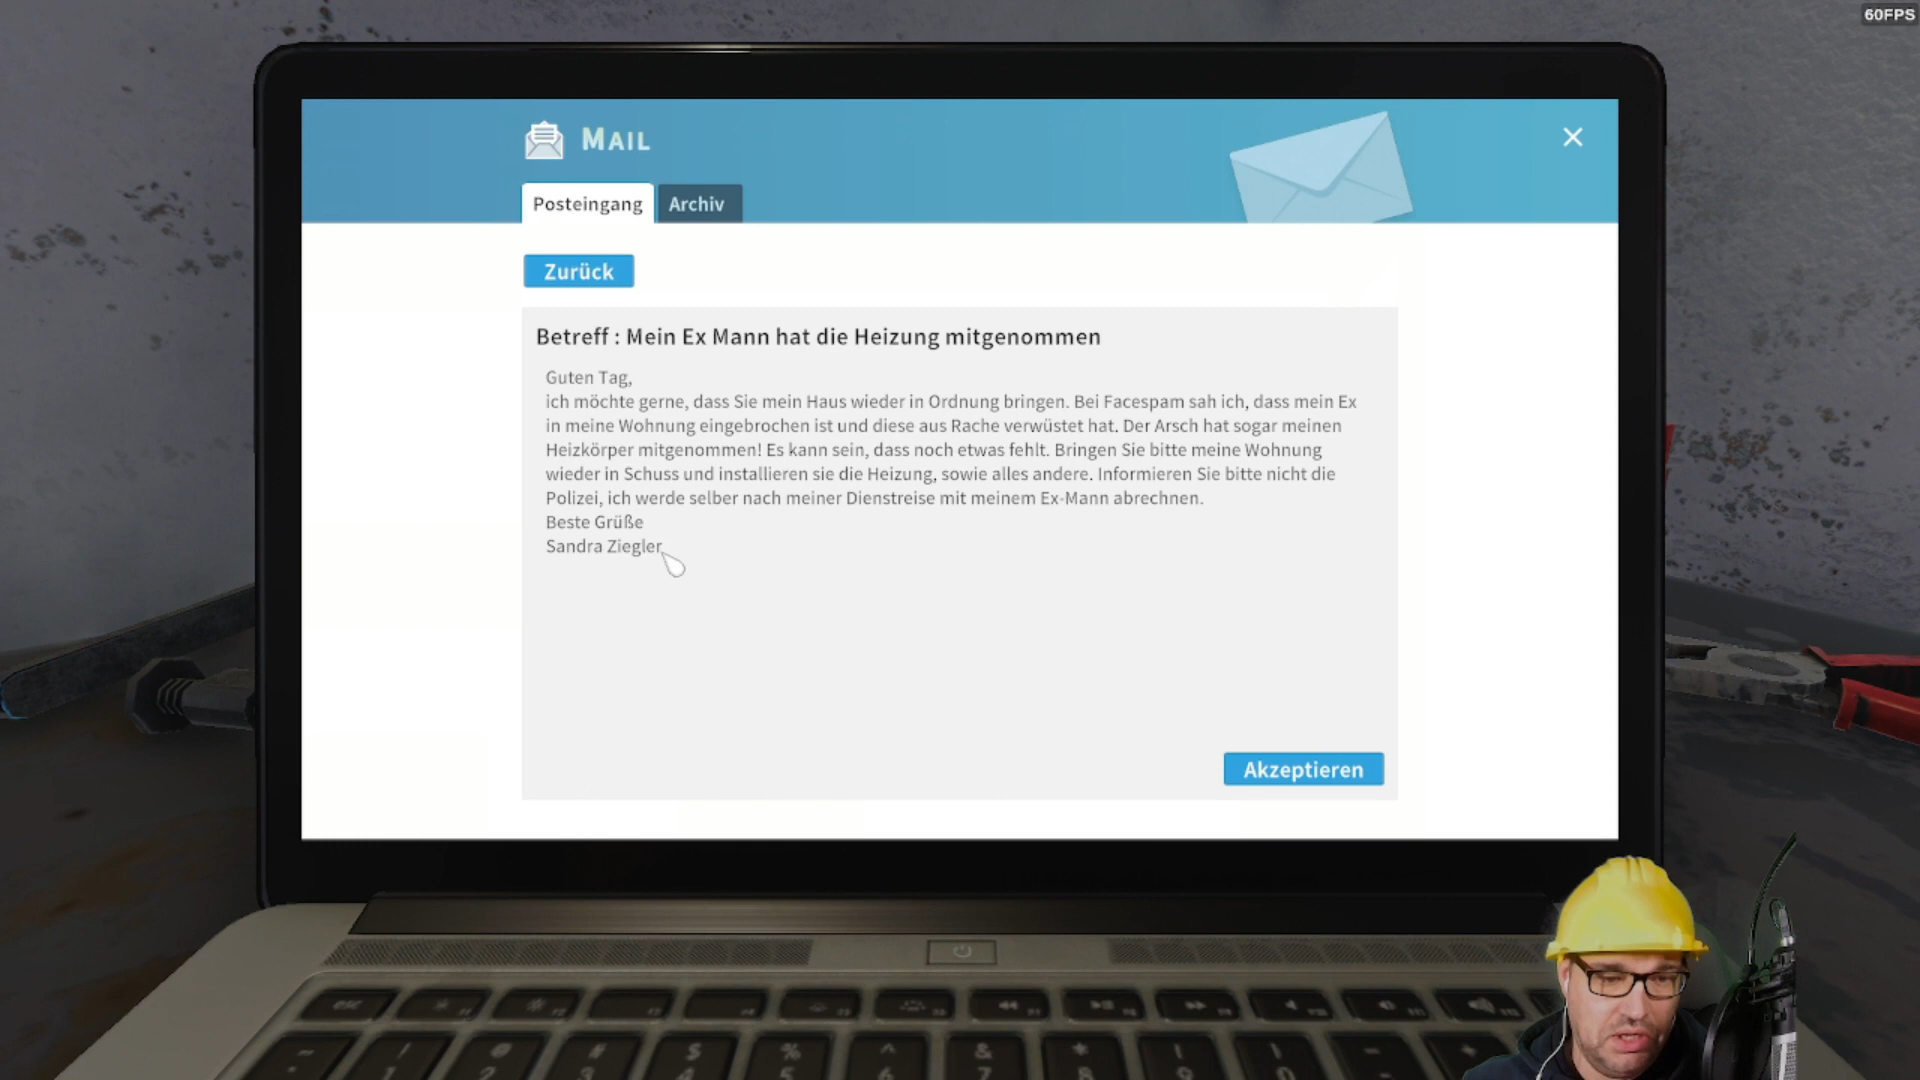 60FPS
MAIL
Posteingang
Archiv
Zurück
Betreff : Mein Ex Mann hat die Heizung mitgenommen
Guten Tag,
ich möchte gerne, dass Sie mein Haus wieder in Ordnung bringen. Bei Facespam sah ich, dass mein Ex
in meine Wohnung eingebrochen ist und diese aus Rache verwüstet hat. Der Arsch hat sogar meinen
Heizkörper mitgenommen! Es kann sein, dass noch etwas fehlt. Bringen Sie bitte meine Wohnung
wieder in Schuss und installieren sie die Heizung, sowie alles andere. Informieren Sie bitte nicht die
Polizei, ich werde selber nach meiner Dienstreise mit meinem Ex-Mann abrechnen.
Beste Grüße
Sandra Ziegler
Akzeptieren